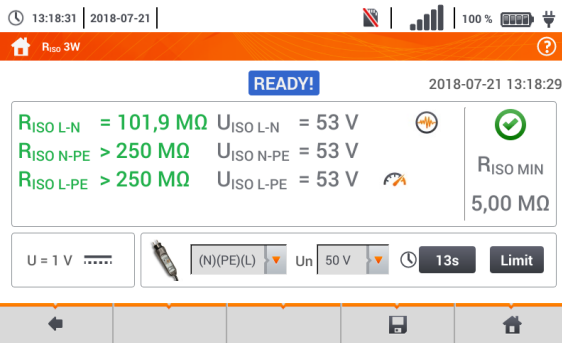 13:18:31 2018-07-21 100 %
RISO 3W ?
READY!
2018-07-21 13:18:29
RISO L-N = 101,9 MΩ UISO L-N = 53 V
RISO N-PE > 250 MΩ UISO N-PE = 53 V
RISO L-PE > 250 MΩ UISO L-PE = 53 V
RISO MIN
5,00 MΩ
U = 1 V (N)(PE)(L) Un 50 V 13s Limit